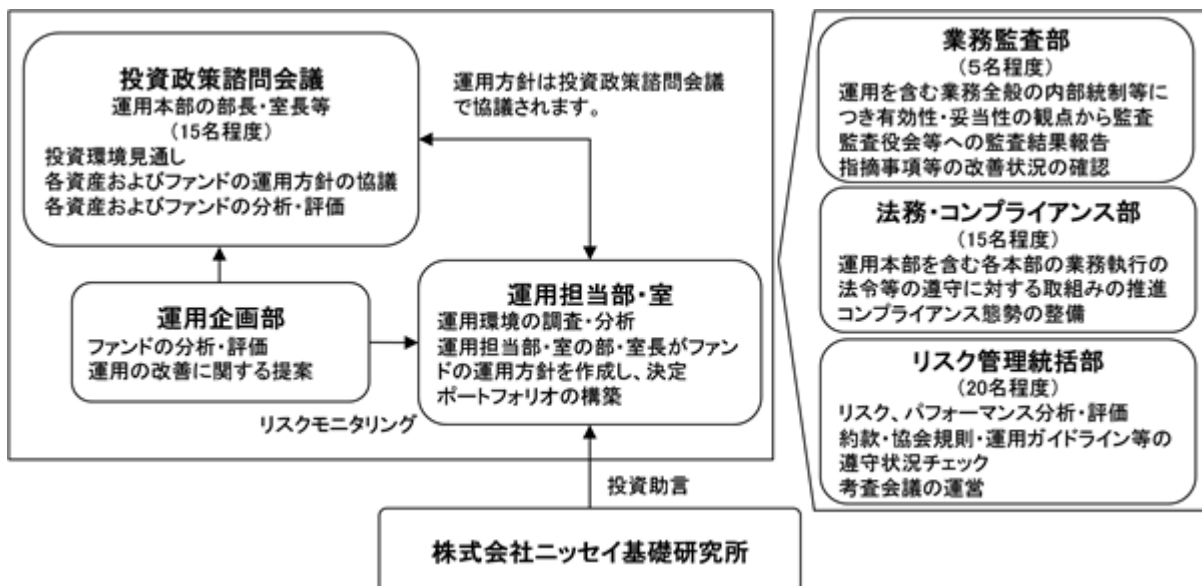 投資政策諮問会議
運用本部の部長・室長等
（15名程度）
投資環境見通し
各資産およびファンドの運用方針の協議
各資産およびファンドの分析・評価
運用方針は投資政策諮問会議
で協議されます。
運用企画部
ファンドの分析・評価
運用の改善に関する提案
リスクモニタリング
運用担当部・室
運用環境の調査・分析
運用担当部・室の部・室長がファン
ドの運用方針を作成し、決定
ポートフォリオの構築
投資助言
株式会社ニッセイ基礎研究所
業務監査部
（5名程度）
運用を含む業務全般の内部統制等に
つき有効性・妥当性の観点から監査
監査役会等への監査結果報告
指摘事項等の改善状況の確認
法務・コンプライアンス部
（15名程度）
運用本部を含む各本部の業務執行の
法令等の遵守に対する取組みの推進
コンプライアンス態勢の整備
リスク管理統括部
（20名程度）
リスク、パフォーマンス分析・評価
約款・協会規則・運用ガイドライン等の
遵守状況チェック
考査会議の運営